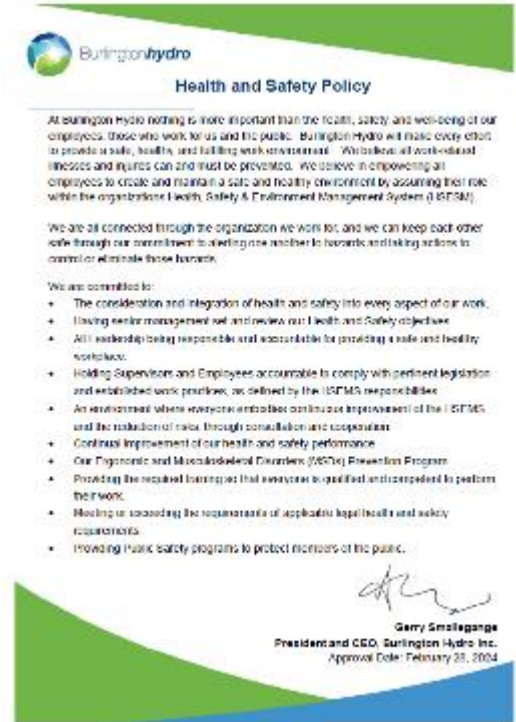 Burlingtonhydro
Health and Safety Policy
At Burlington Hydro nothing is more important than the health, safety, and well-being of our
employees, those who work for us and the public. Burlington Hydro will make every effort
to provide a safe, healthy, and fulfilling work environment. We believe all work-related
illnesses and injuries can and must be prevented. We believe in empowering all
employees to create and maintain a safe and healthy environment by assuming their role
within the organizations Health, Safety & Environment Management System
We are all connected through the organization we work for, and we can keep each other
safe through our commitment to alerting one another to hazards and taking actions to
control or eliminate those hazards.
We are committed to:
• The consideration and integration of health and safety into every aspect of our work.
• Having senior management set and review our Health and Safety objectives
• All Leadership being responsible and accountable for providing a safe and healthy
workplace.
• Holding Supervisors and Employees accountable to comply with pertinent legislation
and established work practices, as defined by the HSEMS responsibilities
• An environment where everyone embodies continuous improvement of the HSEMS
and the reduction of risks, through consultation and cooperation
• Continual improvement of our health and safety performance
• Our Ergonomic and Musculoskeletal Disorders (MSDs) Prevention Program
• Providing the required training so that everyone is qualified and competent to perform
their work.
• Meeting or exceeding the requirements of applicable legal health and safety
requirements.
• Providing Public Safety programs to protect members of the public.
Gerry Smallegange
President and CEO, Burlington Hydro Inc.
Approval Date: February 28, 2024